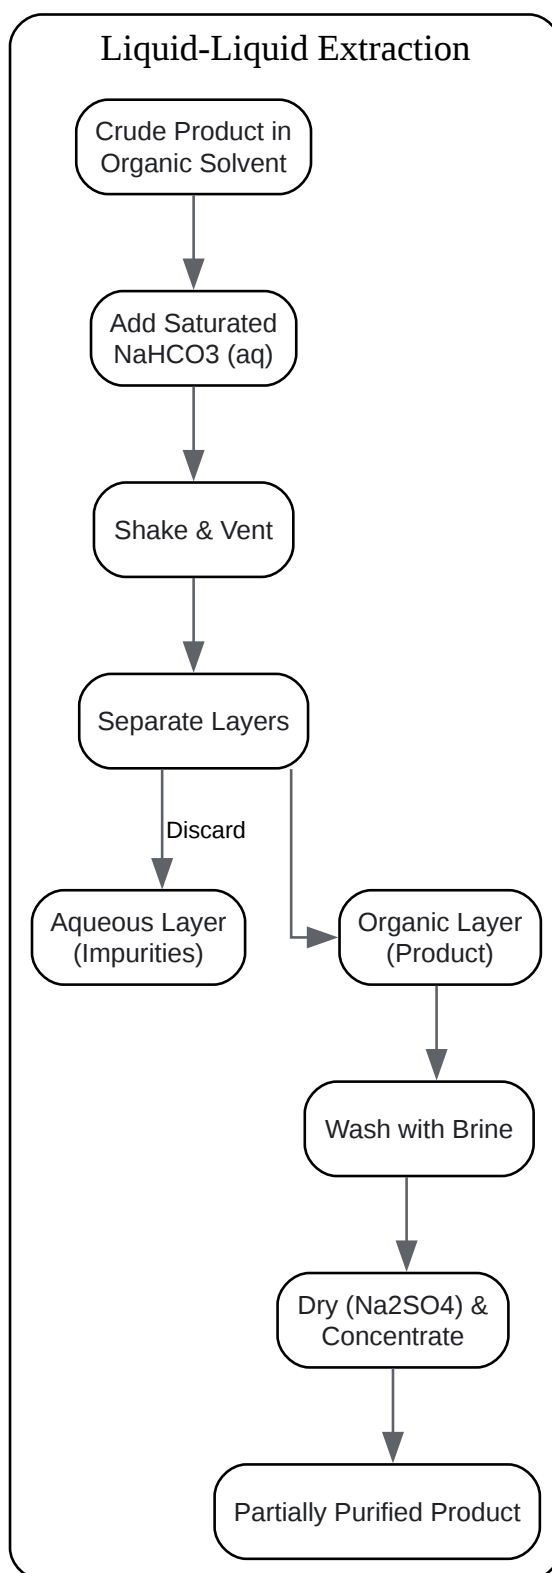 Liquid-Liquid Extraction
Crude Product in
Organic Solvent
Add Saturated
NaHCO3 (aq)
Shake & Vent
Separate Layers
Discard
Aqueous Layer
(Impurities)
Organic Layer
(Product)
Wash with Brine
Dry (Na2SO4) &
Concentrate
Partially Purified Product